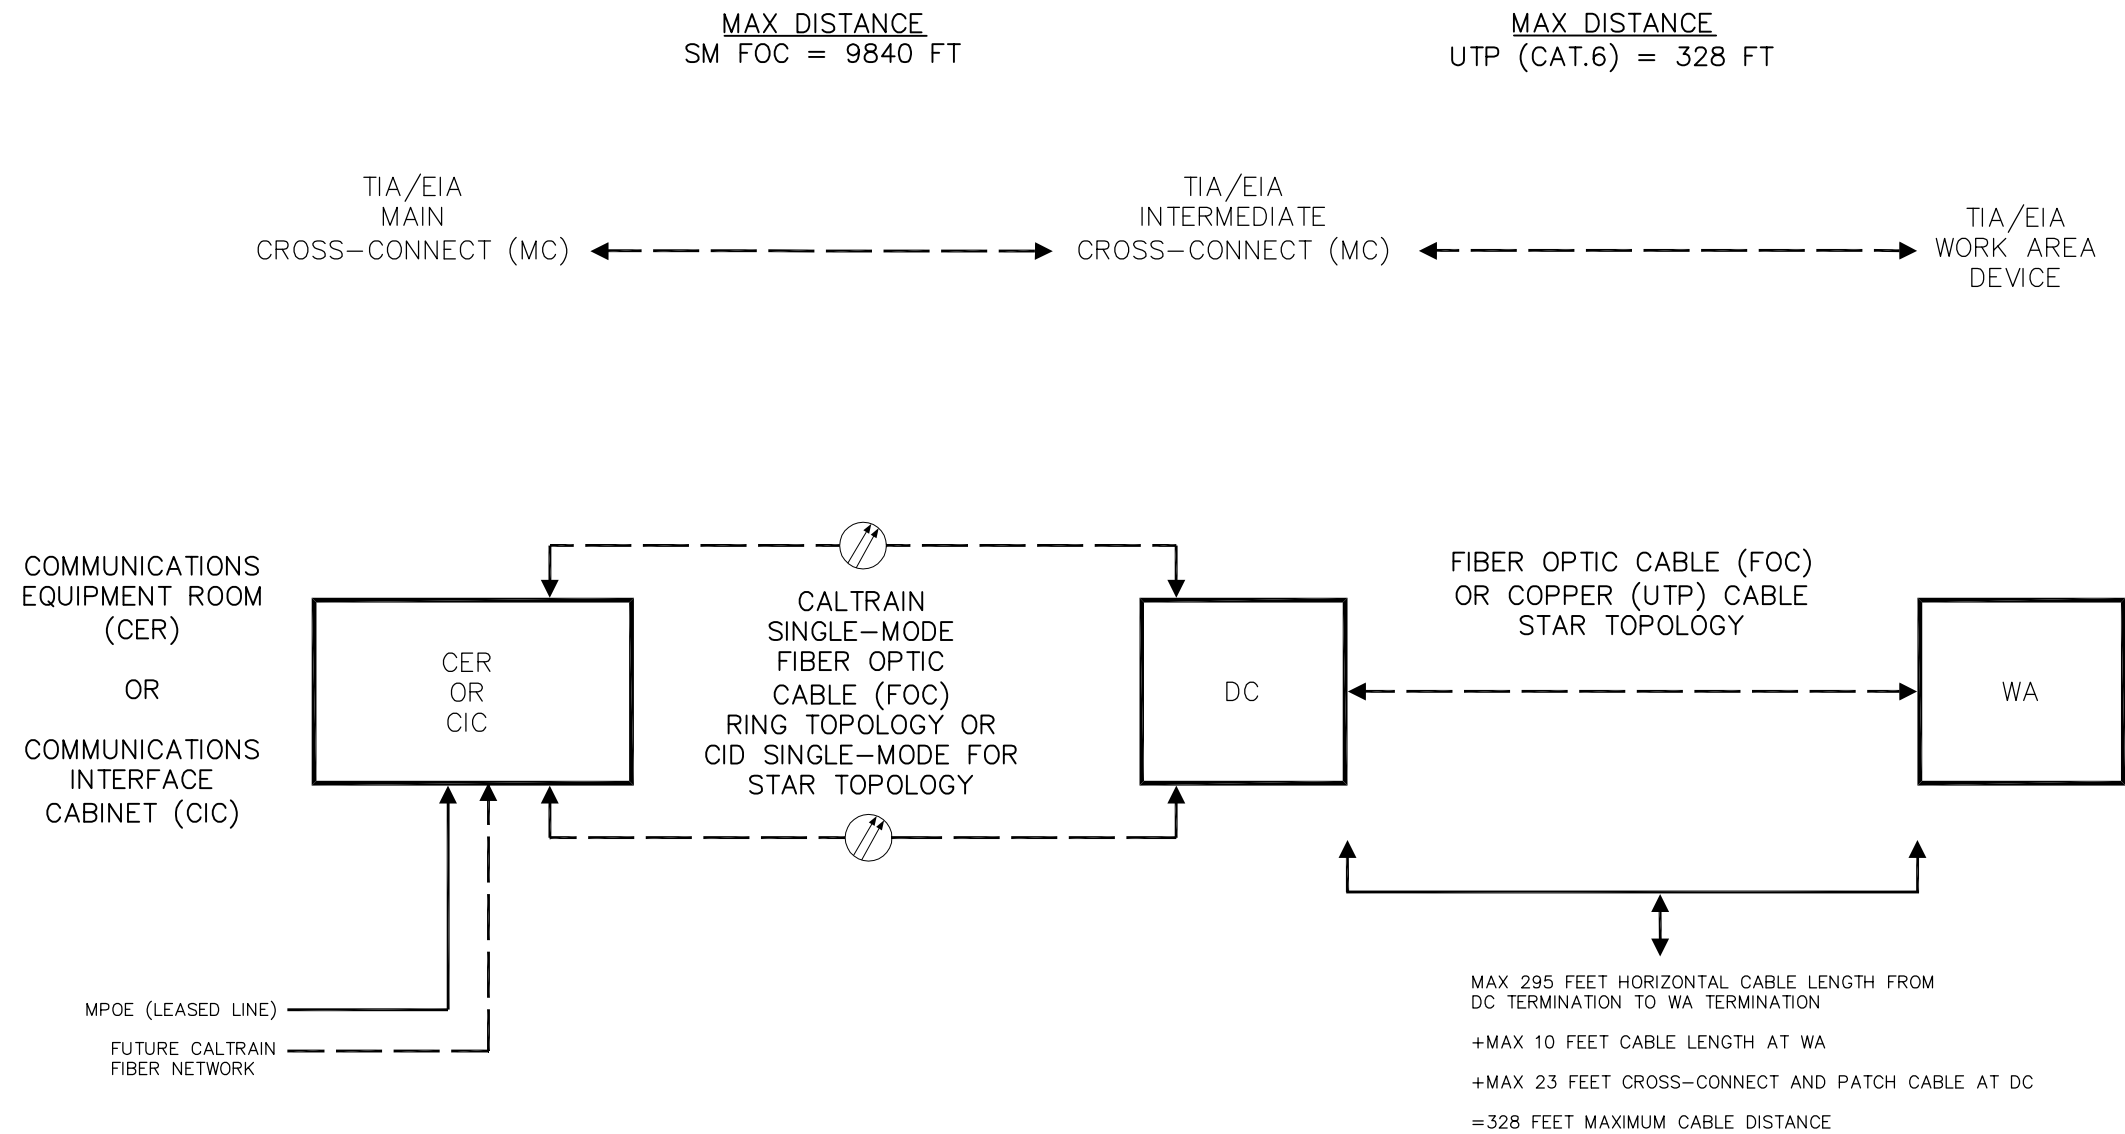 MAX DISTANCE
SM FOC = 9840 FT
MAX DISTANCE
UTP (CAT.6) = 328 FT
TIA/EIA
MAIN
CROSS-CONNECT (MC)
TIA/EIA
INTERMEDIATE
CROSS-CONNECT (MC)
TIA/EIA
WORK AREA
DEVICE
COMMUNICATIONS
EQUIPMENT ROOM
(CER)
OR
COMMUNICATIONS
INTERFACE
CABINET (CIC)
CER
OR
CIC
CALTRAIN
SINGLE-MODE
FIBER OPTIC
CABLE (FOC)
RING TOPOLOGY OR
CID SINGLE-MODE FOR
STAR TOPOLOGY
DC
FIBER OPTIC CABLE (FOC)
OR COPPER (UTP) CABLE
STAR TOPOLOGY
WA
MPOE (LEASED LINE)
FUTURE CALTRAIN
FIBER NETWORK
MAX 295 FEET HORIZONTAL CABLE LENGTH FROM
DC TERMINATION TO WA TERMINATION
+MAX 10 FEET CABLE LENGTH AT WA
+MAX 23 FEET CROSS-CONNECT AND PATCH CABLE AT DC
=328 FEET MAXIMUM CABLE DISTANCE